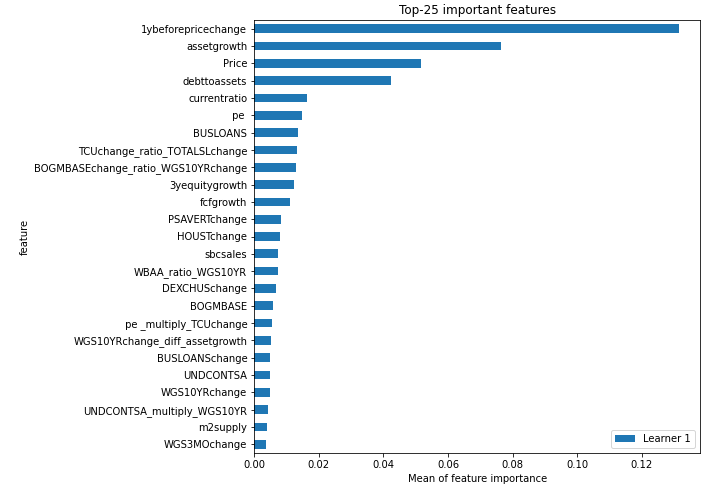 Top-25 important features
1ybeforepricechange
assetgrowth
Price
debttoassets
currentratio
pe
BUSLOANS
TCUchange_ratio_TOTALSLchange
BOGMBASEchange_ratio_WGS10YRchange
3yequitygrowth
fcfgrowth
PSAVERTchange
HOUSTchange
sbcsales
WBAA_ratio_WGS10YR
DEXCHUSchange
BOGMBASE
pe _multiply_TCUchange
WGS10YRchange_diff_assetgrowth
BUSLOANSchange
UNDCONTSA
WGS10YRchange
UNDCONTSA_multiply_WGS10YR
m2supply
WGS3MOchange
feature
Learner 1
0.00 0.02 0.04 0.06 0.08 0.10 0.12
Mean of feature importance